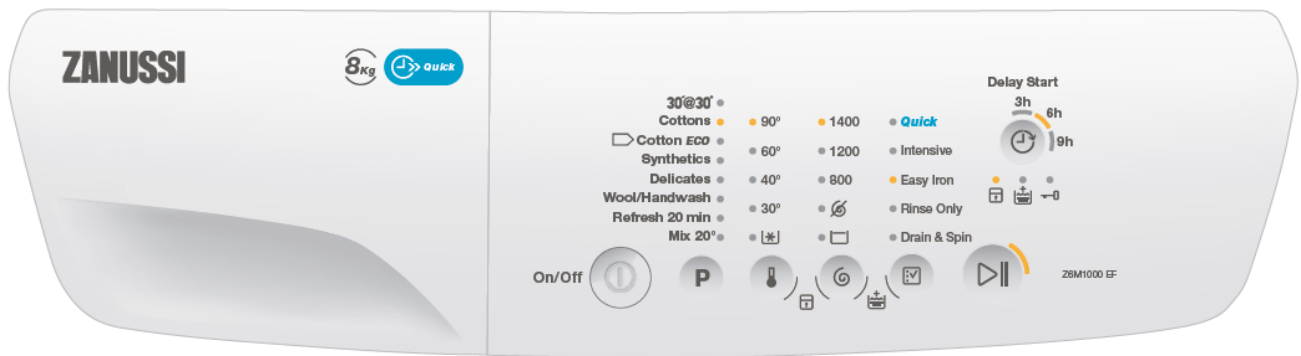 ZANUSSI
8Kg
Quick
Delay Start
3h
6h
9h
30'@30°
Cottons
Cotton ECO
Synthetics
Delicates
Wool/Handwash
Refresh 20 min
Mix 20°
90°
60°
40°
30°
1400
1200
800
Quick
Intensive
Easy Iron
Rinse Only
Drain & Spin
On/Off
P
Z8M1000 EF